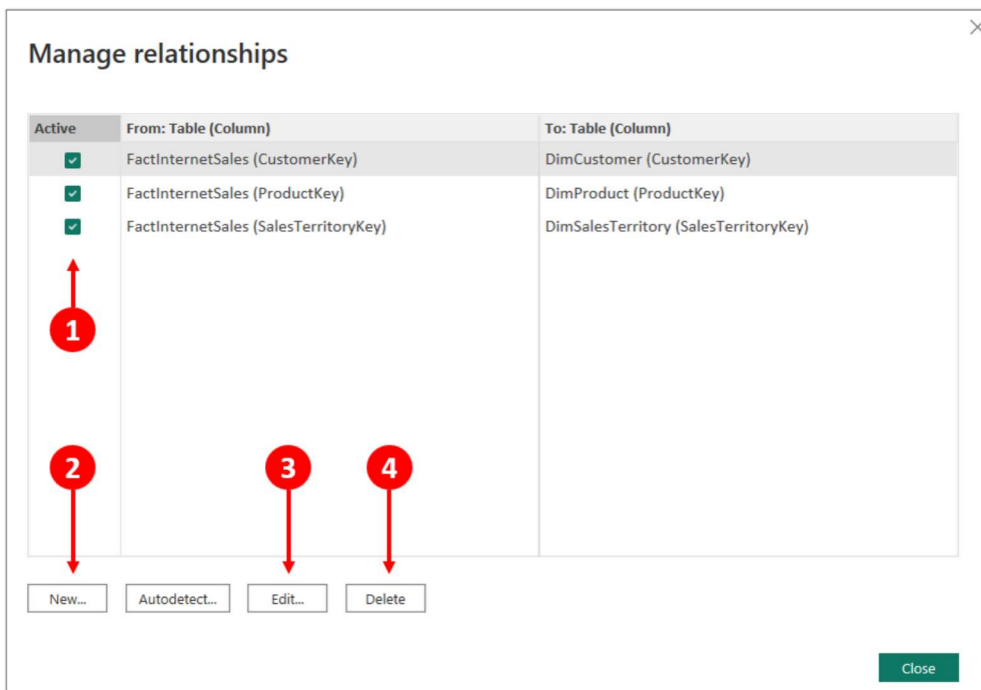 Manage relationships
Active From: Table (Column) To: Table (Column)
FactInternetSales (CustomerKey) DimCustomer (CustomerKey)
FactInternetSales (ProductKey) DimProduct (ProductKey)
FactInternetSales (SalesTerritoryKey) DimSalesTerritory (SalesTerritoryKey)
1
2 3 4
New... Autodetect... Edit... Delete
Close